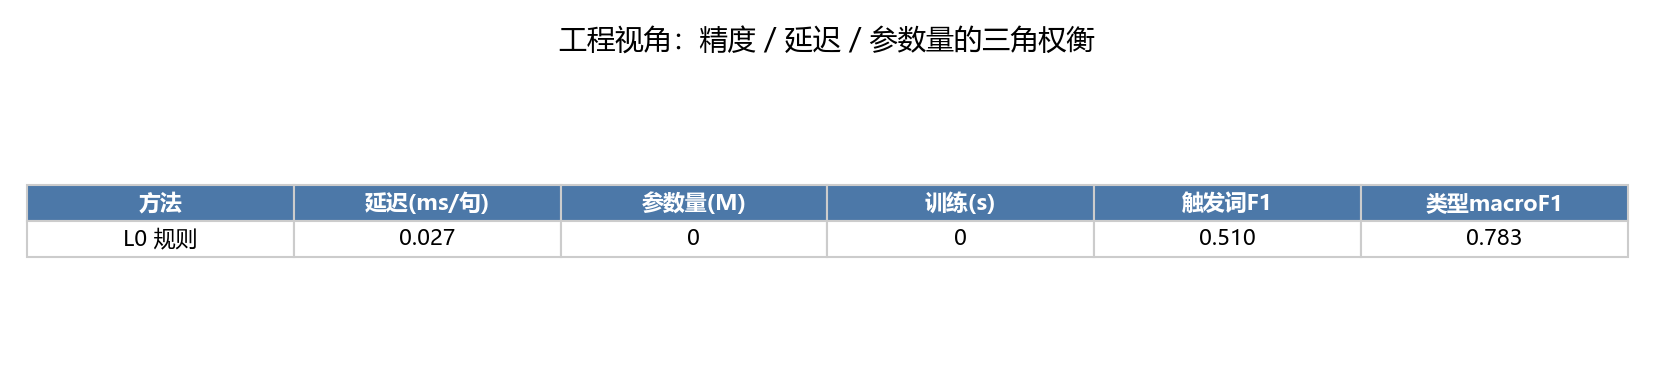 工程视角：精度 / 延迟 / 参数量的三角权衡
方法 延迟(ms/句) 参数量(M) 训练(s) 触发词F1 类型macroF1
L0 规则 0.027 0 0 0.510 0.783